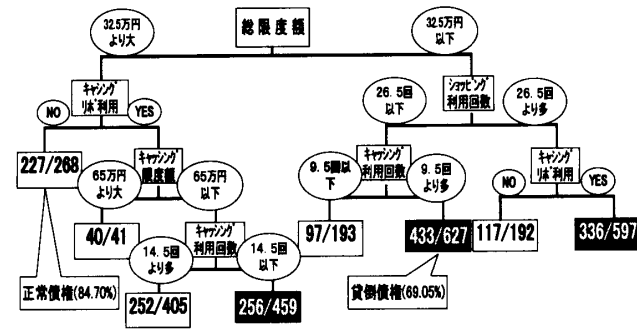 総限度額
32.5万円
より大
32.5万円
以下
キャシング
リボ利用
NO
YES
ショッピング
利用回数
26.5回
以下
26.5回
より多
227/268
65万円
より大
キャッシング
限度額
65万円
以下
9.5回以
下
キャッシング
利用回数
9.5回
より多
キャシング
リボ利用
NO
YES
40/41
14.5回
より多
キャッシング
利用回数
14.5回
以下
97/193
433/627
117/192
336/597
正常債権(84.70%)
252/405
256/459
貸倒債権(69.05%)